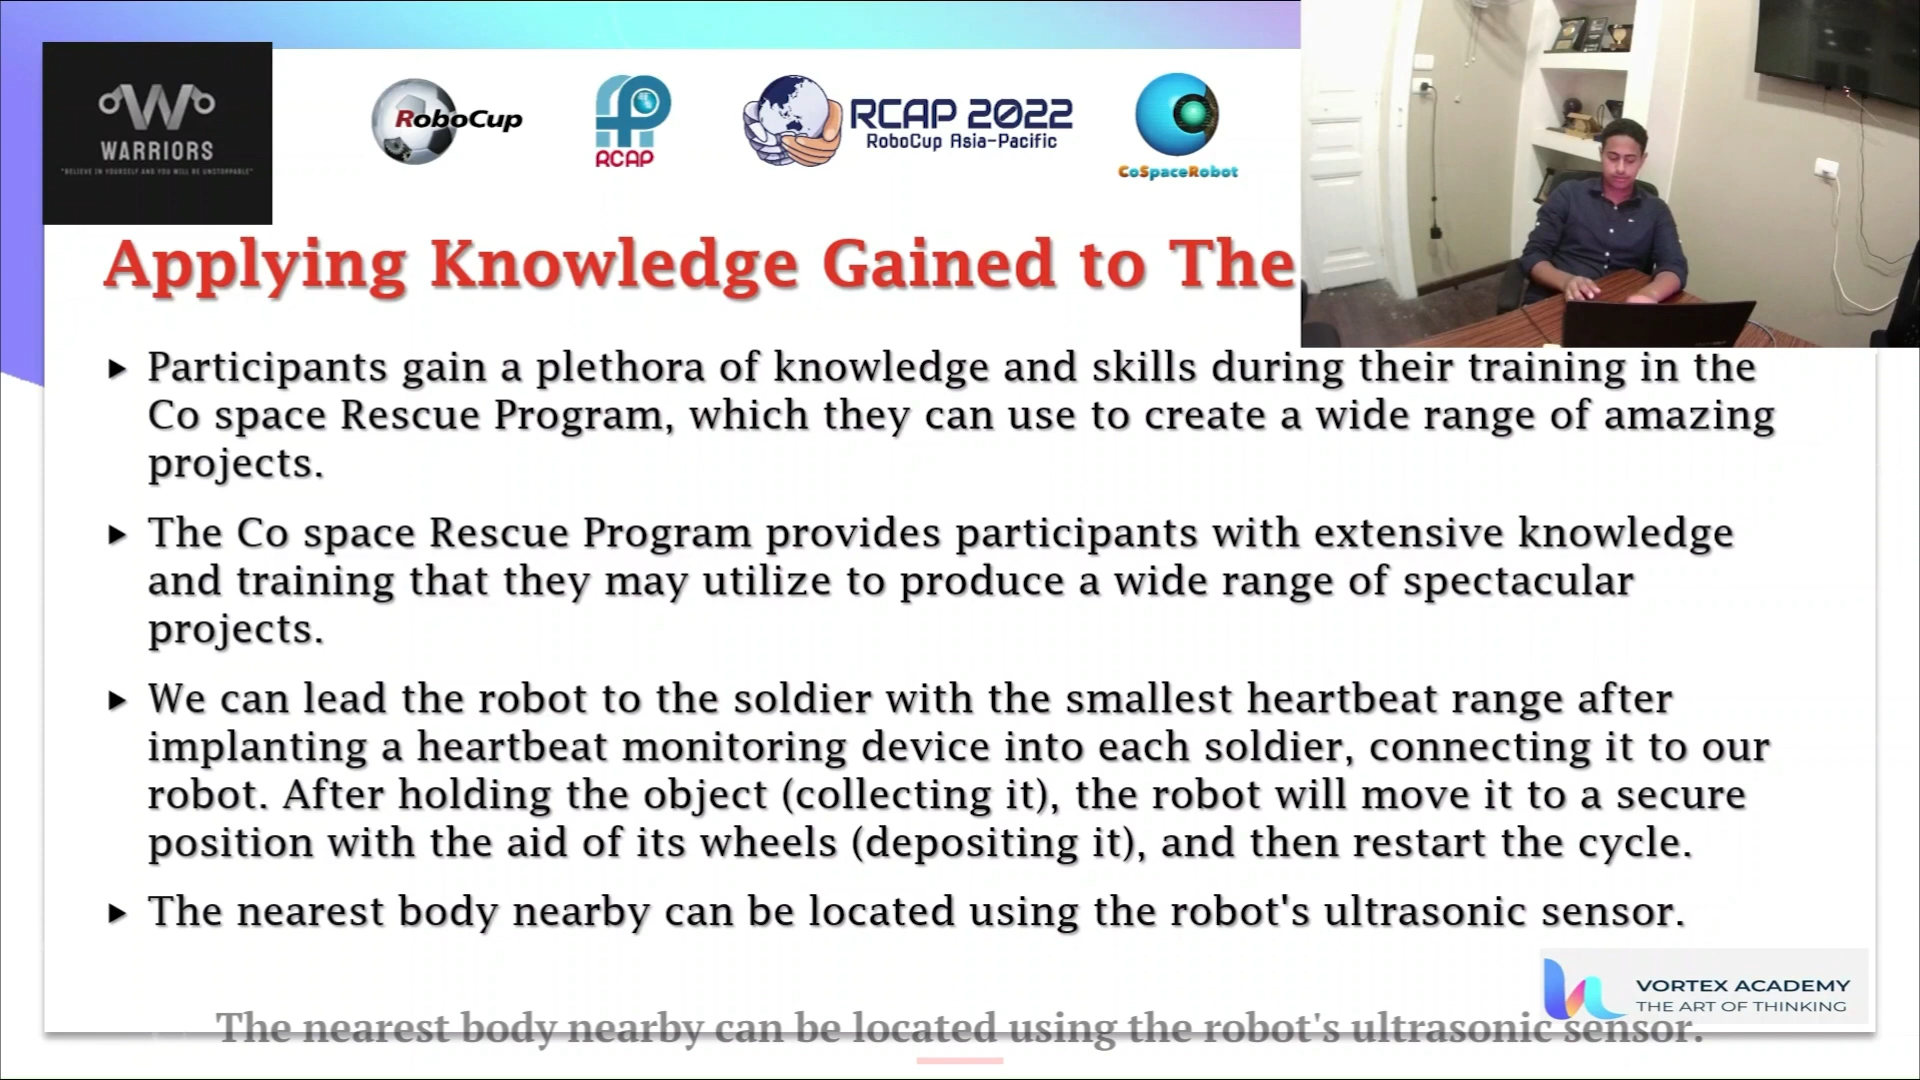 WARRIORS
"BELIEVE IN YOURSELF AND YOU WILL BE UNSTOPPABLE"
RoboCup
RCAP
RCAP 2022
RoboCup Asia-Pacific
CoSpaceRobot
Applying Knowledge Gained to The
Participants gain a plethora of knowledge and skills during their training in the
Co space Rescue Program, which they can use to create a wide range of amazing
projects.
The Co space Rescue Program provides participants with extensive knowledge
and training that they may utilize to produce a wide range of spectacular
projects.
We can lead the robot to the soldier with the smallest heartbeat range after
implanting a heartbeat monitoring device into each soldier, connecting it to our
robot. After holding the object (collecting it), the robot will move it to a secure
position with the aid of its wheels (depositing it), and then restart the cycle.
The nearest body nearby can be located using the robot's ultrasonic sensor.
VORTEX ACADEMY
THE ART OF THINKING
The nearest body nearby can be located using the robot's ultrasonic sensor.